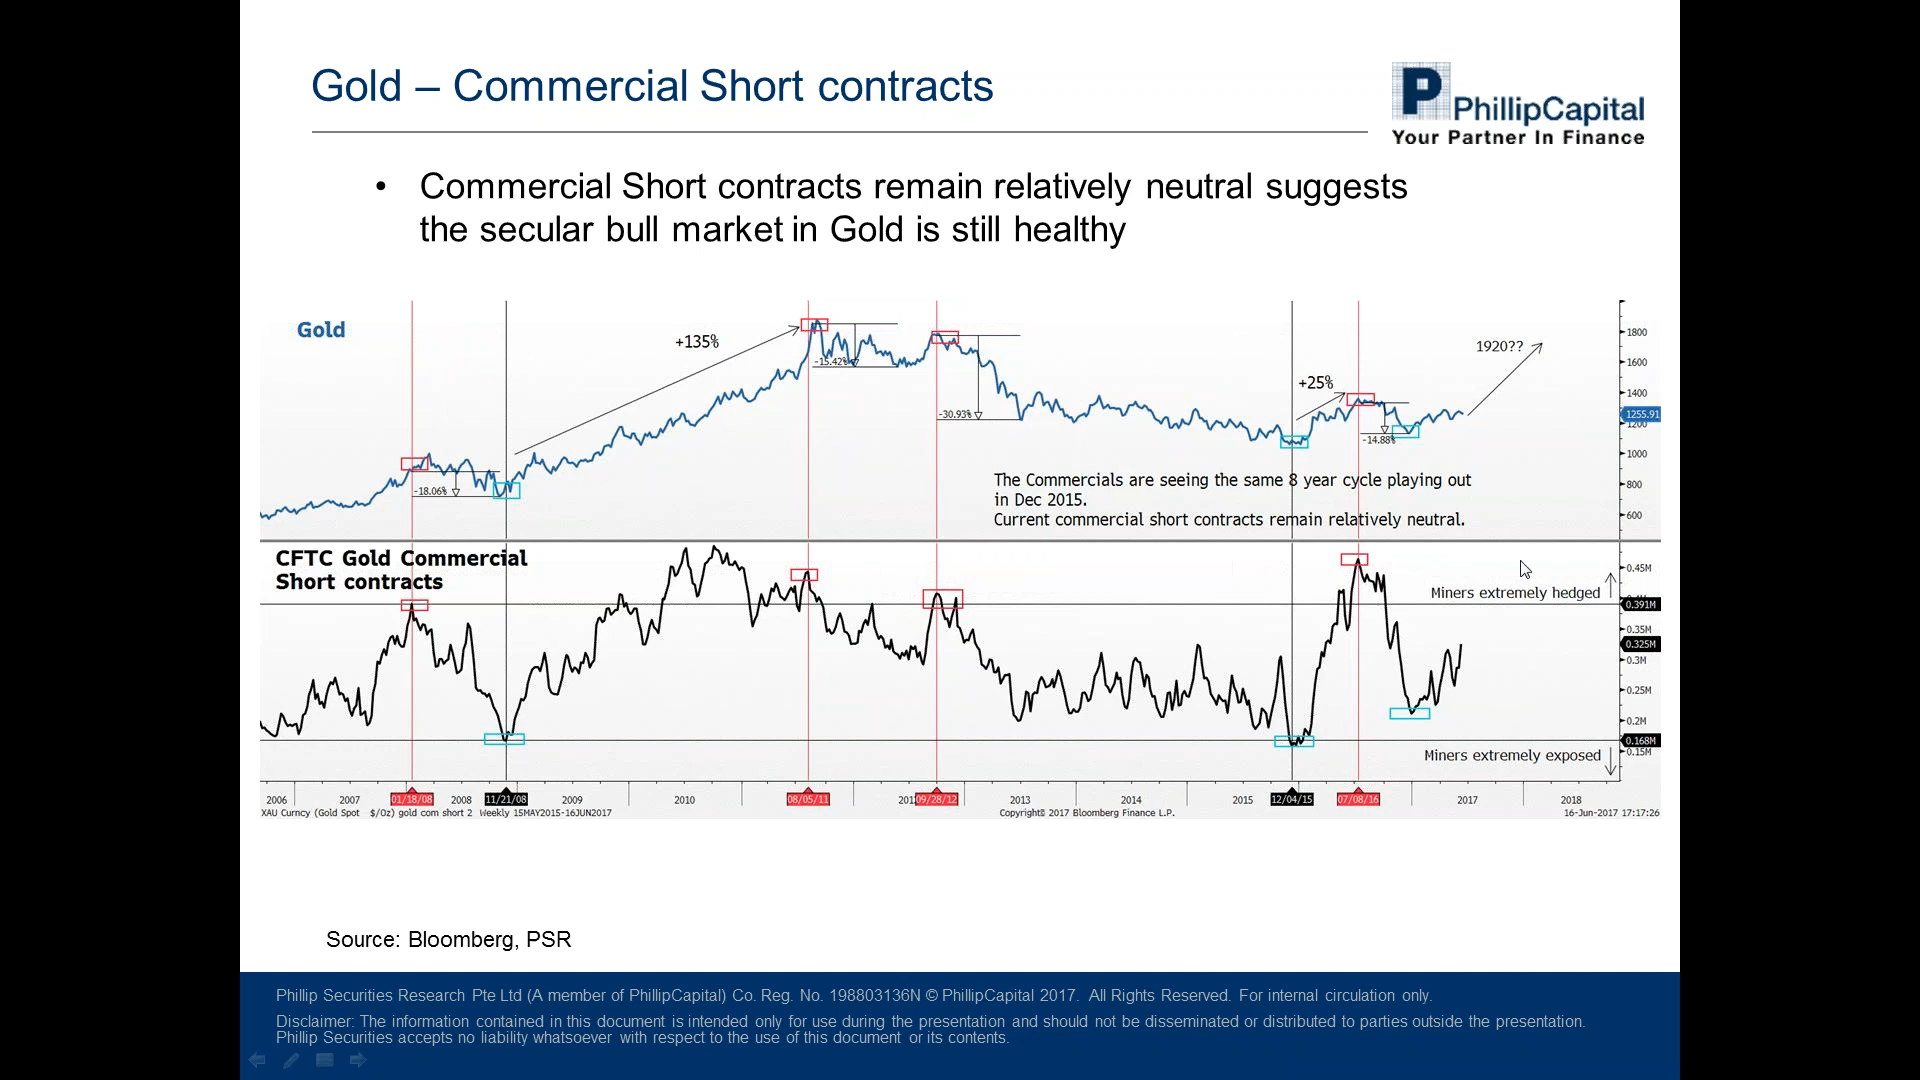 Gold – Commercial Short contracts
P PhillipCapital
Your Partner In Finance
• Commercial Short contracts remain relatively neutral suggests
the secular bull market in Gold is still healthy
Gold
+135%
-15.42%
-30.93%
-18.06%
+25%
-14.88%
1920??
1800
1600
1400
1255.91
1200
1000
800
600
The Commercials are seeing the same 8 year cycle playing out
in Dec 2015.
Current commercial short contracts remain relatively neutral.
CFTC Gold Commercial
Short contracts
Miners extremely hedged
Miners extremely exposed
0.45M
0.391M
0.35M
0.325M
0.3M
0.25M
0.2M
0.168M
0.15M
2006 2007 01/18/08 2008 11/21/08 2009 2010 08/05/11 09/28/12 2013 2014 2015 12/04/15 07/08/16 2017 2018
XAU Curncy (Gold Spot $/Oz) gold com short 2 Weekly 15MAY2015-16JUN2017
Copyright© 2017 Bloomberg Finance L.P.
16-Jun-2017 17:17:26
Source: Bloomberg, PSR
Phillip Securities Research Pte Ltd (A member of PhillipCapital) Co. Reg. No. 198803136N © PhillipCapital 2017. All Rights Reserved. For internal circulation only.
Disclaimer: The information contained in this document is intended only for use during the presentation and should not be disseminated or distributed to parties outside the presentation.
Phillip Securities accepts no liability whatsoever with respect to the use of this document or its contents.